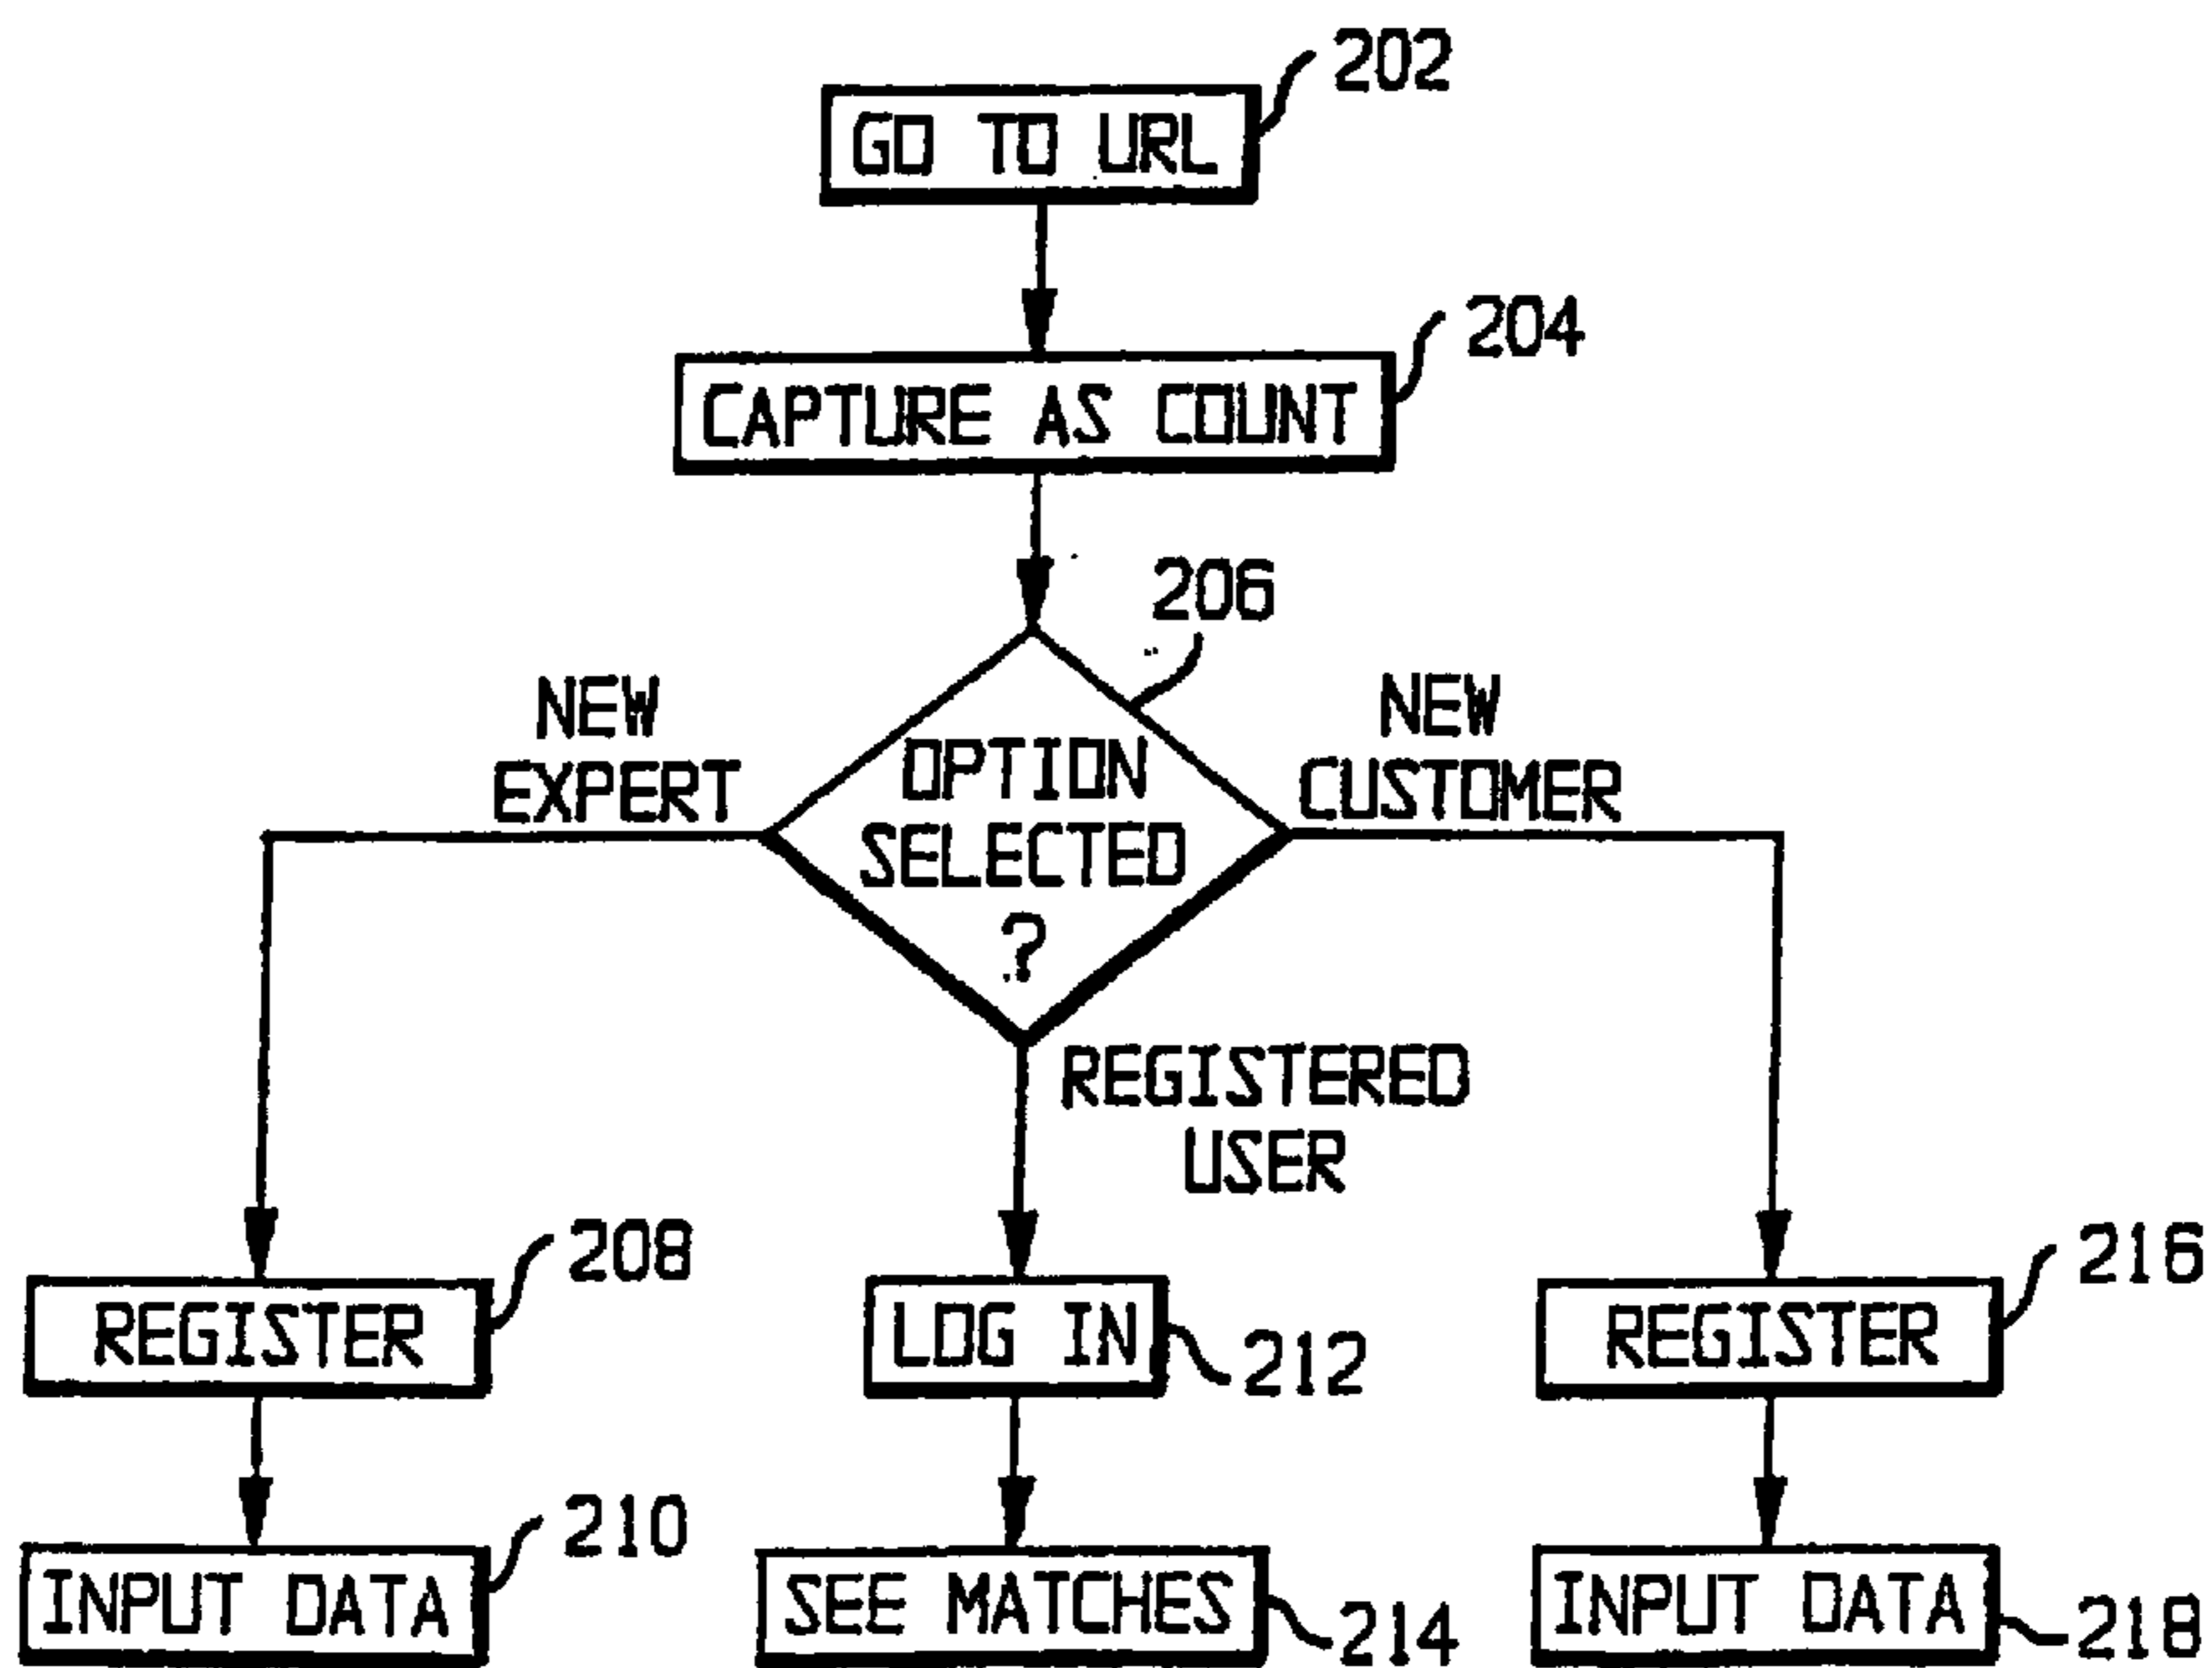 202
GO TO URL
204
CAPTURE AS COUNT
206
NEW
EXPERT
OPTION
SELECTED
?
NEW
CUSTOMER
REGISTERED
USER
208
REGISTER
212
LOG IN
216
REGISTER
210
INPUT DATA
214
SEE MATCHES
218
INPUT DATA